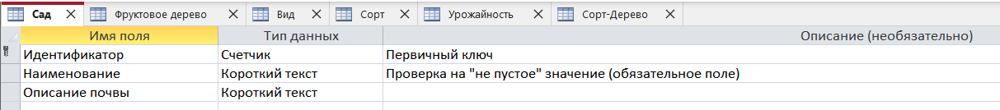 Сад Фруктовое дерево Вид Сорт Урожайность Сорт-Дерево
Имя поля Тип данных Описание (необязательно)
Идентификатор Счетчик Первичный ключ
Наименование Короткий текст Проверка на "не пустое" значение (обязательное поле)
Описание почвы Короткий текст